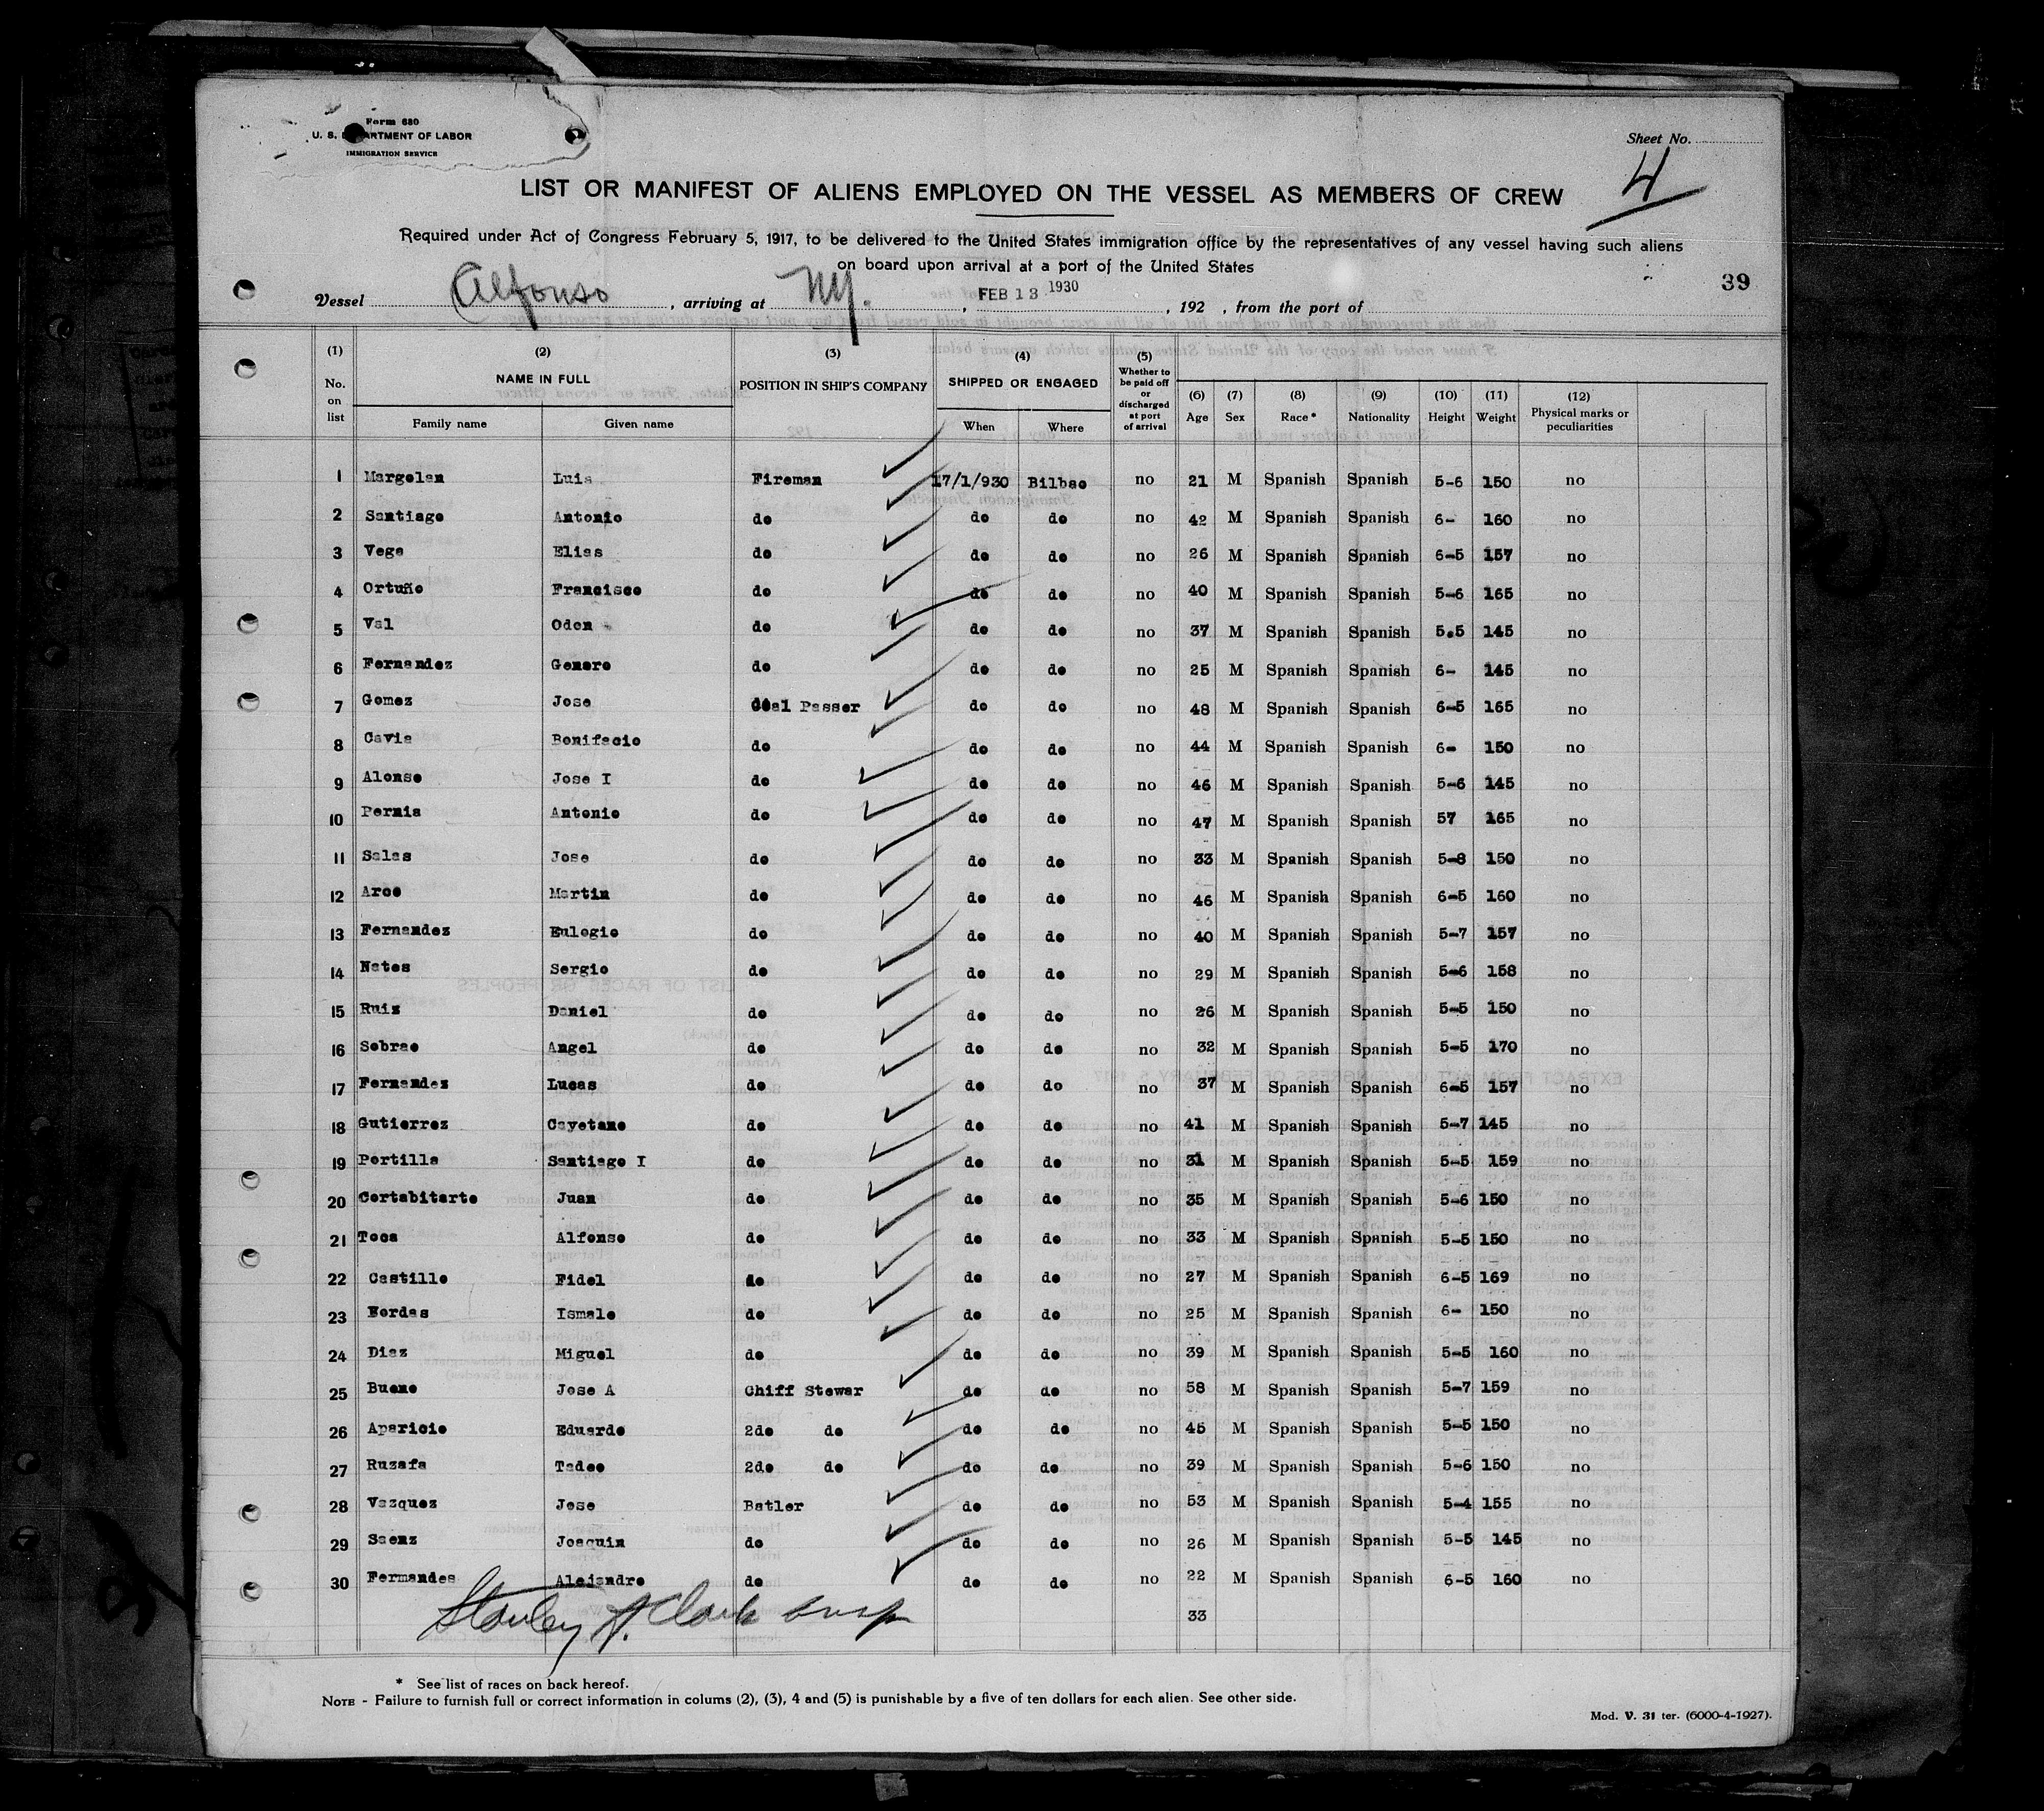 Form 680
U. S. DEPARTMENT OF LABOR
IMMIGRATION SERVICE
Sheet No.
4
LIST OR MANIFEST OF ALIENS EMPLOYED ON THE VESSEL AS MEMBERS OF CREW
Required under Act of Congress February 5, 1917, to be delivered to the United States immigration office by the representatives of any vessel having such aliens
on board upon arrival at a port of the United States
39
Vessel Alfonso , arriving at NY. , FEB 13 1930 , 192 , from the port of
(1) No. on list (2) NAME IN FULL Family name Given name (3) POSITION IN SHIP'S COMPANY (4) SHIPPED OR ENGAGED When Where (5) Whether to be paid off or discharged at port of arrival (6) Age (7) Sex (8) Race* (9) Nationality (10) Height (11) Weight (12) Physical marks or peculiarities
1 Margolan Luis Fireman 17/1/930 Bilbao no 21 M Spanish Spanish 5-6 150 no
2 Santiago Antonio do do do no 42 M Spanish Spanish 6- 160 no
3 Vega Elias do do do no 26 M Spanish Spanish 6-5 157 no
4 Ortuño Francisco do do do no 40 M Spanish Spanish 5-6 165 no
5 Val Odon do do do no 37 M Spanish Spanish 5.5 145 no
6 Fernandez Genaro do do do no 25 M Spanish Spanish 6- 145 no
7 Gomez Jose Coal Passer do do no 48 M Spanish Spanish 6-5 165 no
8 Cavia Bonifacio do do do no 44 M Spanish Spanish 6- 150 no
9 Alonso Jose I do do do no 46 M Spanish Spanish 5-6 145 no
10 Pernia Antonio do do do no 47 M Spanish Spanish 57 165 no
11 Salas Jose do do do no 33 M Spanish Spanish 5-8 150 no
12 Arce Martin do do do no 46 M Spanish Spanish 6-5 160 no
13 Fernandez Eulogio do do do no 40 M Spanish Spanish 5-7 157 no
14 Nates Sergio do do do no 29 M Spanish Spanish 5-6 158 no
15 Ruiz Daniel do do do no 26 M Spanish Spanish 5-5 150 no
16 Sobrao Angel do do do no 32 M Spanish Spanish 5-5 170 no
17 Fernandez Lucas do do do no 37 M Spanish Spanish 6-5 157 no
18 Gutierrez Cayetano do do do no 41 M Spanish Spanish 5-7 145 no
19 Portilla Santiago I do do do no 31 M Spanish Spanish 5-5 159 no
20 Cortabitarte Juan do do do no 35 M Spanish Spanish 5-6 150 no
21 Toca Alfonso do do do no 33 M Spanish Spanish 5-5 150 no
22 Castillo Fidel do do do no 27 M Spanish Spanish 6-5 169 no
23 Bordas Ismale do do do no 25 M Spanish Spanish 6- 150 no
24 Diaz Miguel do do do no 39 M Spanish Spanish 5-5 160 no
25 Bueno Jose A Chiff Stewar do do no 58 M Spanish Spanish 5-7 159 no
26 Aparicio Eduardo 2do do do do no 45 M Spanish Spanish 5-5 150 no
27 Ruzafa Tadeo 2do do do do no 39 M Spanish Spanish 5-6 150 no
28 Vazquez Jose Batler do do no 53 M Spanish Spanish 5-4 155 no
29 Saenz Joaquin do do do no 26 M Spanish Spanish 5-5 145 no
30 Fermandes Alejandro do do do no 22 M Spanish Spanish 6-5 160 no
33
Stanley A. Clark
* See list of races on back hereof.
NOTE - Failure to furnish full or correct information in colums (2), (3), 4 and (5) is punishable by a five of ten dollars for each alien. See other side.
Mod. V. 31 ter. (6000-4-1927).